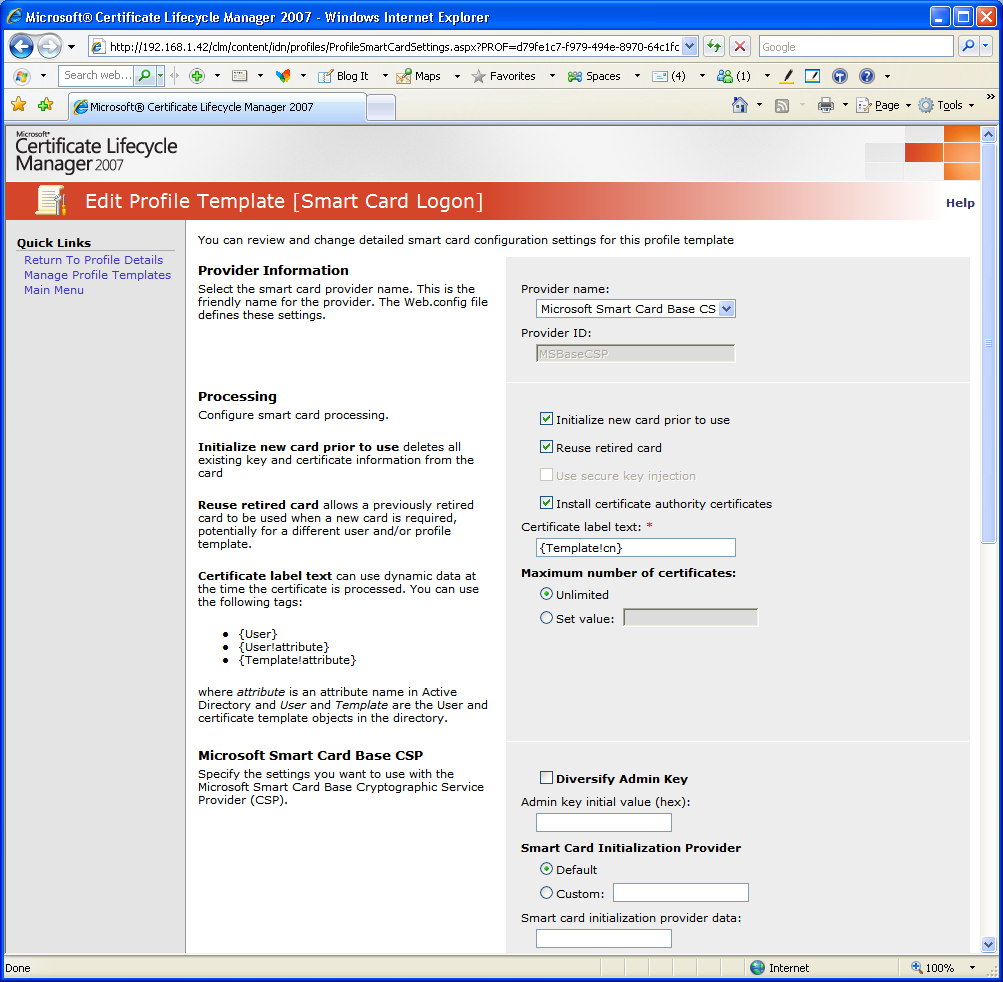 Microsoft® Certificate Lifecycle Manager 2007 - Windows Internet Explorer
http://192.168.1.42/clm/content/idn/profiles/ProfileSmartCardSettings.aspx?PROF=d79fe1c7-f979-494e-8970-64c1fc
Google
Search web...
Blog It
Maps
Favorites
Spaces
(4)
(1)
Microsoft® Certificate Lifecycle Manager 2007
Page
Tools
Microsoft®
Certificate Lifecycle
Manager 2007
Edit Profile Template [Smart Card Logon]
Help
Quick Links
Return To Profile Details
Manage Profile Templates
Main Menu
You can review and change detailed smart card configuration settings for this profile template
Provider Information
Select the smart card provider name. This is the
friendly name for the provider. The Web.config file
defines these settings.
Provider name:
Microsoft Smart Card Base CS
Provider ID:
MSBaseCSP
Processing
Configure smart card processing.
Initialize new card prior to use deletes all
existing key and certificate information from the
card
Reuse retired card allows a previously retired
card to be used when a new card is required,
potentially for a different user and/or profile
template.
Certificate label text can use dynamic data at
the time the certificate is processed. You can use
the following tags:
• {User}
• {User!attribute}
• {Template!attribute}
where attribute is an attribute name in Active
Directory and User and Template are the User and
certificate template objects in the directory.
Initialize new card prior to use
Reuse retired card
Use secure key injection
Install certificate authority certificates
Certificate label text: *
{Template!cn}
Maximum number of certificates:
Unlimited
Set value:
Microsoft Smart Card Base CSP
Specify the settings you want to use with the
Microsoft Smart Card Base Cryptographic Service
Provider (CSP).
Diversify Admin Key
Admin key initial value (hex):
Smart Card Initialization Provider
Default
Custom:
Smart card initialization provider data:
Done
Internet
100%